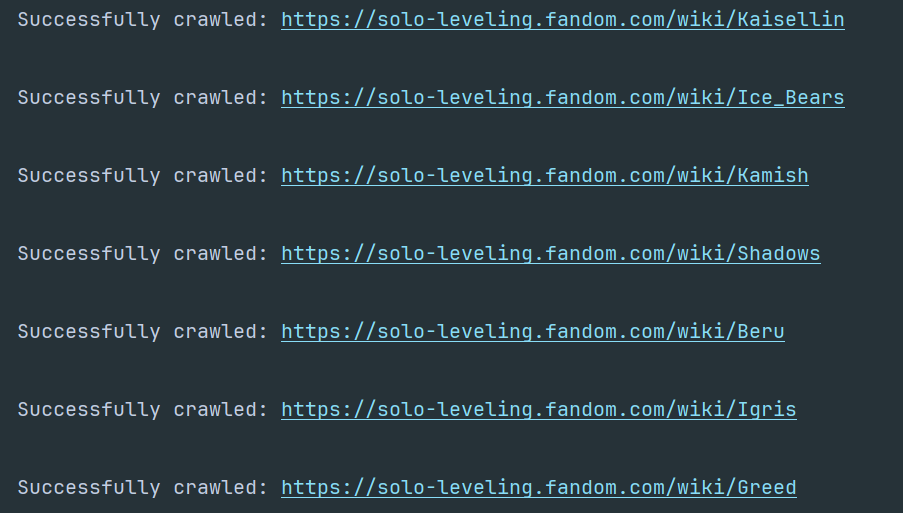 Successfully crawled: https://solo-leveling.fandom.com/wiki/Kaisellin
Successfully crawled: https://solo-leveling.fandom.com/wiki/Ice_Bears
Successfully crawled: https://solo-leveling.fandom.com/wiki/Kamish
Successfully crawled: https://solo-leveling.fandom.com/wiki/Shadows
Successfully crawled: https://solo-leveling.fandom.com/wiki/Beru
Successfully crawled: https://solo-leveling.fandom.com/wiki/Igris
Successfully crawled: https://solo-leveling.fandom.com/wiki/Greed